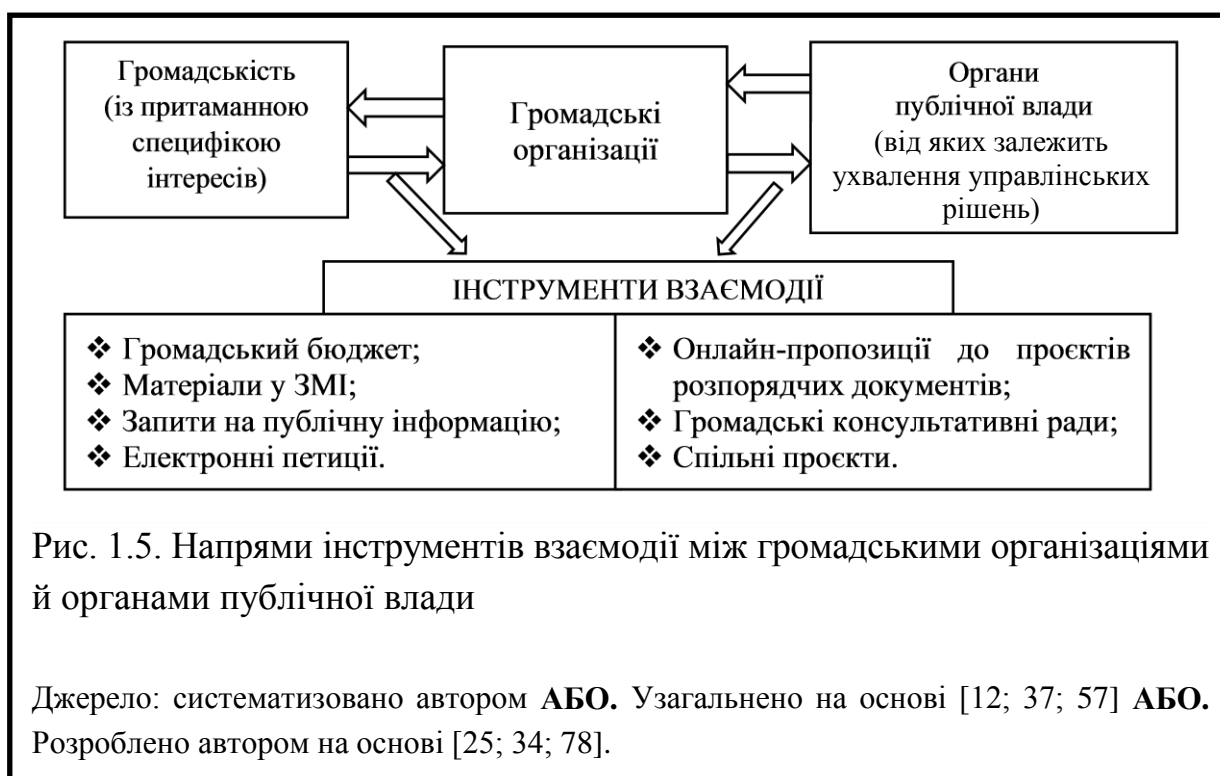 Громадськість
(із притаманною
специфікою
інтересів)
Громадські
організації
Органи
публічної влади
(від яких залежить
ухвалення управлінських
рішень)
ІНСТРУМЕНТИ ВЗАЄМОДІЇ
❖ Громадський бюджет;
❖ Матеріали у ЗМІ;
❖ Запити на публічну інформацію;
❖ Електронні петиції.
❖ Онлайн-пропозиції до проєктів
розпорядчих документів;
❖ Громадські консультативні ради;
❖ Спільні проєкти.
Рис. 1.5. Напрями інструментів взаємодії між громадськими організаціями
й органами публічної влади
Джерело: систематизовано автором АБО. Узагальнено на основі [12; 37; 57] АБО.
Розроблено автором на основі [25; 34; 78].